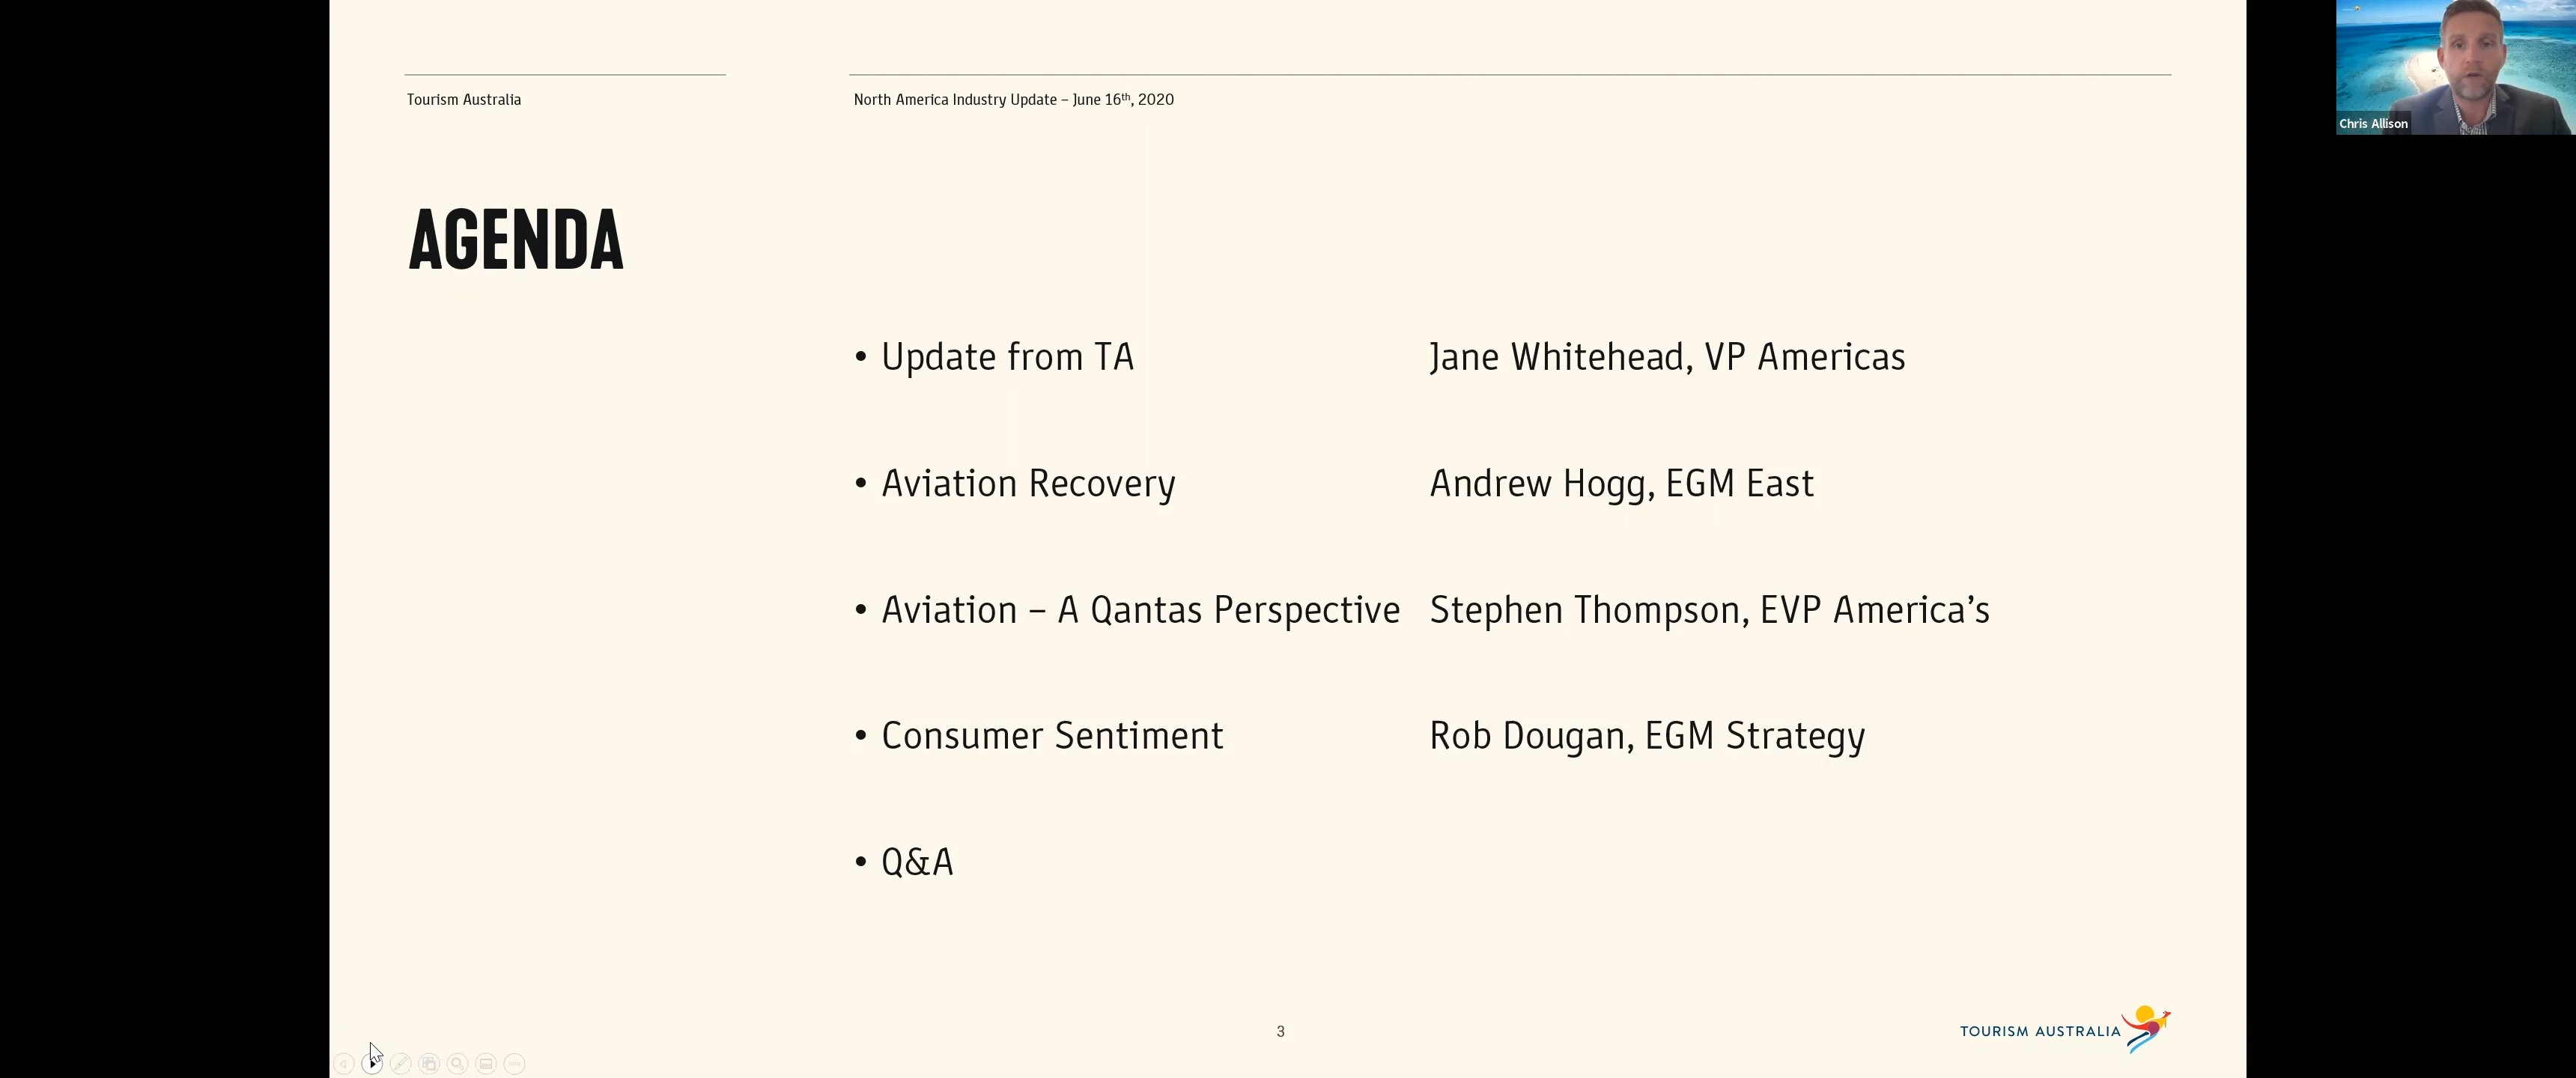 Tourism Australia
North America Industry Update – June 16th, 2020
Chris Allison
AGENDA
• Update from TA Jane Whitehead, VP Americas
• Aviation Recovery Andrew Hogg, EGM East
• Aviation – A Qantas Perspective Stephen Thompson, EVP America’s
• Consumer Sentiment Rob Dougan, EGM Strategy
• Q&A
3
TOURISM AUSTRALIA